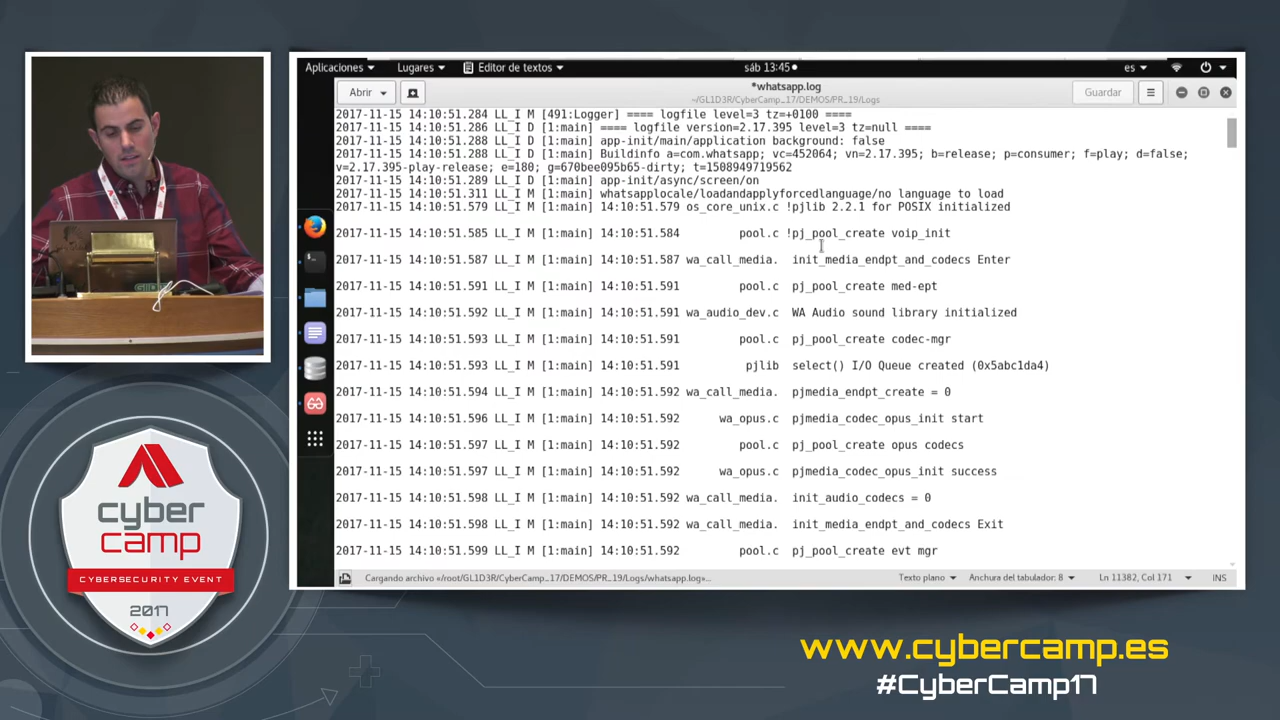 Aplicaciones
Lugares
Editor de textos
sáb 13:45
es
Abrir
*whatsapp.log
~/GL1D3R/CyberCamp_17/DEMOS/PR_19/Logs
Guardar
2017-11-15 14:10:51.284 LL_I M [491:Logger] ==== logfile level=3 tz=+0100 ====
2017-11-15 14:10:51.286 LL_I D [1:main] ==== logfile version=2.17.395 level=3 tz=null ====
2017-11-15 14:10:51.288 LL_I D [1:main] app-init/main/application background: false
2017-11-15 14:10:51.288 LL_I M [1:main] Buildinfo a=com.whatsapp; vc=452064; vn=2.17.395; b=release; p=consumer; f=play; d=false;
v=2.17.395-play-release; e=180; g=670bee095b65-dirty; t=1508949719562
2017-11-15 14:10:51.289 LL_I D [1:main] app-init/async/screen/on
2017-11-15 14:10:51.311 LL_I M [1:main] whatsapplocale/loadandapplyforcedlanguage/no language to load
2017-11-15 14:10:51.579 LL_I M [1:main] 14:10:51.579 os_core_unix.c !pjlib 2.2.1 for POSIX initialized
2017-11-15 14:10:51.585 LL_I M [1:main] 14:10:51.584 pool.c !pj_pool_create voip_init
2017-11-15 14:10:51.587 LL_I M [1:main] 14:10:51.587 wa_call_media. init_media_endpt_and_codecs Enter
2017-11-15 14:10:51.591 LL_I M [1:main] 14:10:51.591 pool.c pj_pool_create med-ept
2017-11-15 14:10:51.592 LL_I M [1:main] 14:10:51.591 wa_audio_dev.c WA Audio sound library initialized
2017-11-15 14:10:51.593 LL_I M [1:main] 14:10:51.591 pool.c pj_pool_create codec-mgr
2017-11-15 14:10:51.593 LL_I M [1:main] 14:10:51.591 pjlib select() I/O Queue created (0x5abc1da4)
2017-11-15 14:10:51.594 LL_I M [1:main] 14:10:51.592 wa_call_media. pjmedia_endpt_create = 0
2017-11-15 14:10:51.596 LL_I M [1:main] 14:10:51.592 wa_opus.c pjmedia_codec_opus_init start
2017-11-15 14:10:51.597 LL_I M [1:main] 14:10:51.592 pool.c pj_pool_create opus codecs
2017-11-15 14:10:51.597 LL_I M [1:main] 14:10:51.592 wa_opus.c pjmedia_codec_opus_init success
2017-11-15 14:10:51.598 LL_I M [1:main] 14:10:51.592 wa_call_media. init_audio_codecs = 0
2017-11-15 14:10:51.598 LL_I M [1:main] 14:10:51.592 wa_call_media. init_media_endpt_and_codecs Exit
2017-11-15 14:10:51.599 LL_I M [1:main] 14:10:51.592 pool.c pj_pool_create evt mgr
Cargando archivo «/root/GL1D3R/CyberCamp_17/DEMOS/PR_19/Logs/whatsapp.log»...
Texto plano
Anchura del tabulador: 8
Ln 11382, Col 171
INS
cyber
camp
CYBERSECURITY EVENT
2017
www.cybercamp.es
#CyberCamp17